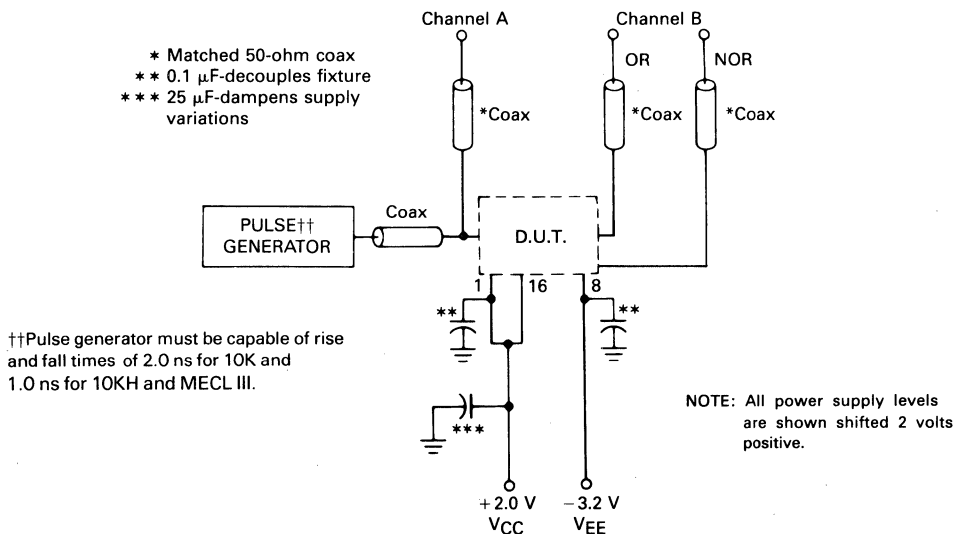 Channel A
Channel B
* Matched 50-ohm coax
** 0.1 μF-decouples fixture
*** 25 μF-dampens supply
variations
OR
NOR
*Coax
*Coax
*Coax
Coax
PULSE††
GENERATOR
D.U.T.
1
16
8
**
**
††Pulse generator must be capable of rise
and fall times of 2.0 ns for 10K and
1.0 ns for 10KH and MECL III.
***
NOTE: All power supply levels
are shown shifted 2 volts
positive.
+2.0 V
VCC
−3.2 V
VEE